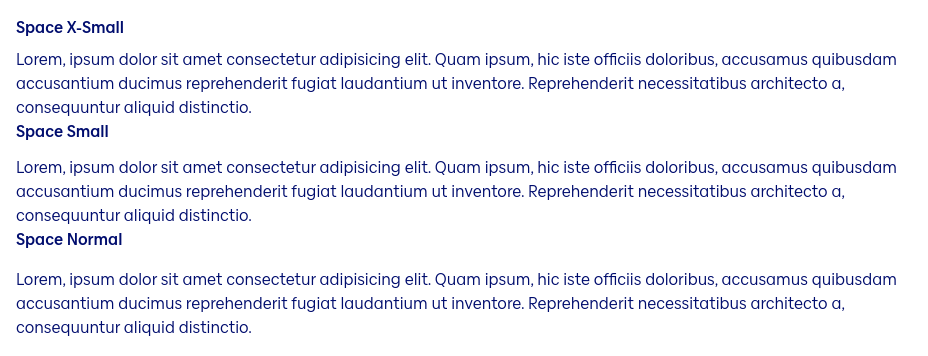 Space X-Small
Lorem, ipsum dolor sit amet consectetur adipisicing elit. Quam ipsum, hic iste officiis doloribus, accusamus quibusdam
accusantium ducimus reprehenderit fugiat laudantium ut inventore. Reprehenderit necessitatibus architecto a,
consequuntur aliquid distinctio.
Space Small
Lorem, ipsum dolor sit amet consectetur adipisicing elit. Quam ipsum, hic iste officiis doloribus, accusamus quibusdam
accusantium ducimus reprehenderit fugiat laudantium ut inventore. Reprehenderit necessitatibus architecto a,
consequuntur aliquid distinctio.
Space Normal
Lorem, ipsum dolor sit amet consectetur adipisicing elit. Quam ipsum, hic iste officiis doloribus, accusamus quibusdam
accusantium ducimus reprehenderit fugiat laudantium ut inventore. Reprehenderit necessitatibus architecto a,
consequuntur aliquid distinctio.